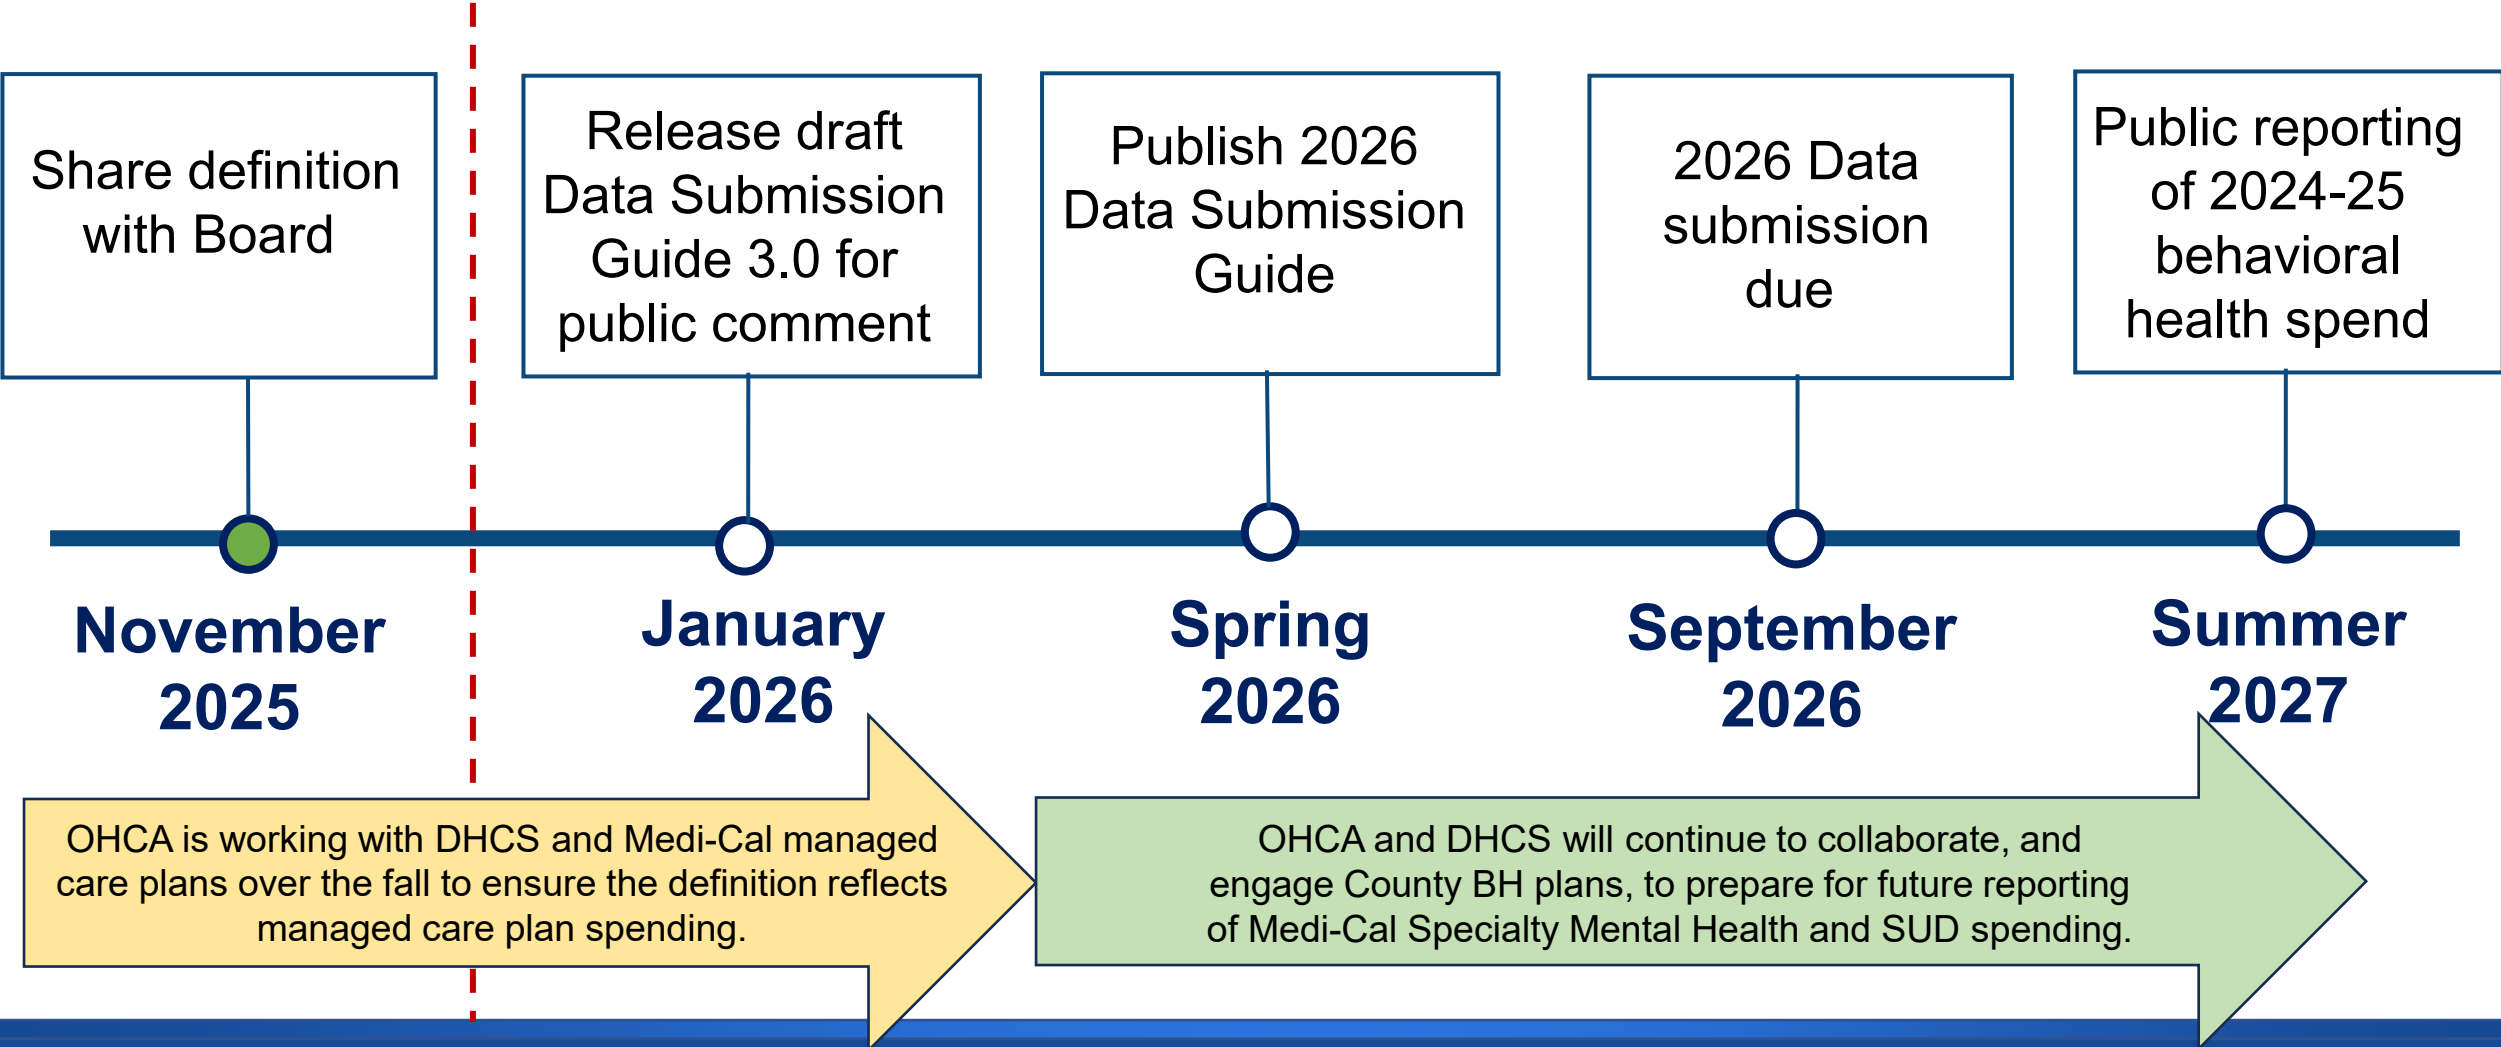 Share definition
with Board
Release draft
Data Submission
Guide 3.0 for
public comment
Publish 2026
Data Submission
Guide
2026 Data
submission
due
Public reporting
of 2024-25
behavioral
health spend
November
2025
January
2026
Spring
2026
September
2026
Summer
2027
OHCA is working with DHCS and Medi-Cal managed
care plans over the fall to ensure the definition reflects
managed care plan spending.
OHCA and DHCS will continue to collaborate, and
engage County BH plans, to prepare for future reporting
of Medi-Cal Specialty Mental Health and SUD spending.